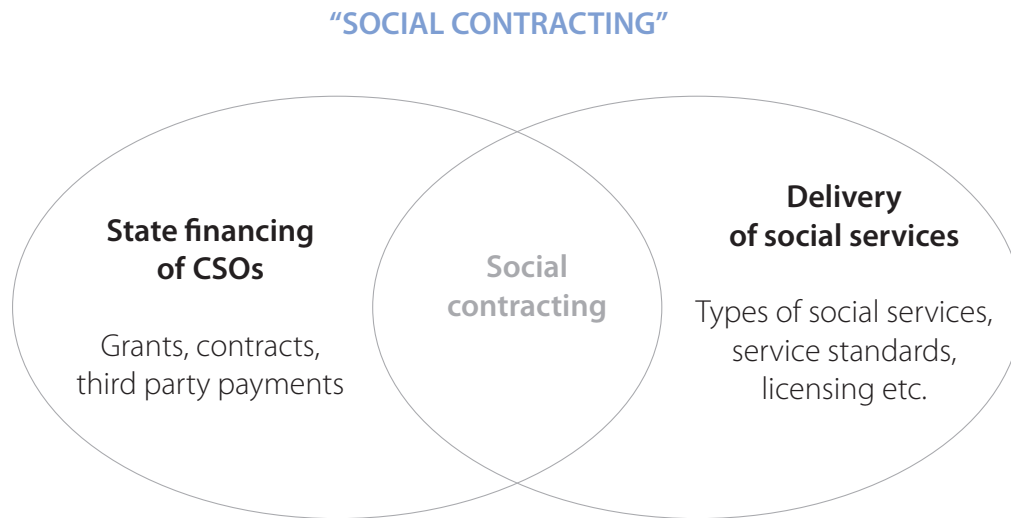 “SOCIAL CONTRACTING”
State financing
of CSOs
Grants, contracts,
third party payments
Social
contracting
Delivery
of social services
Types of social services,
service standards,
licensing etc.